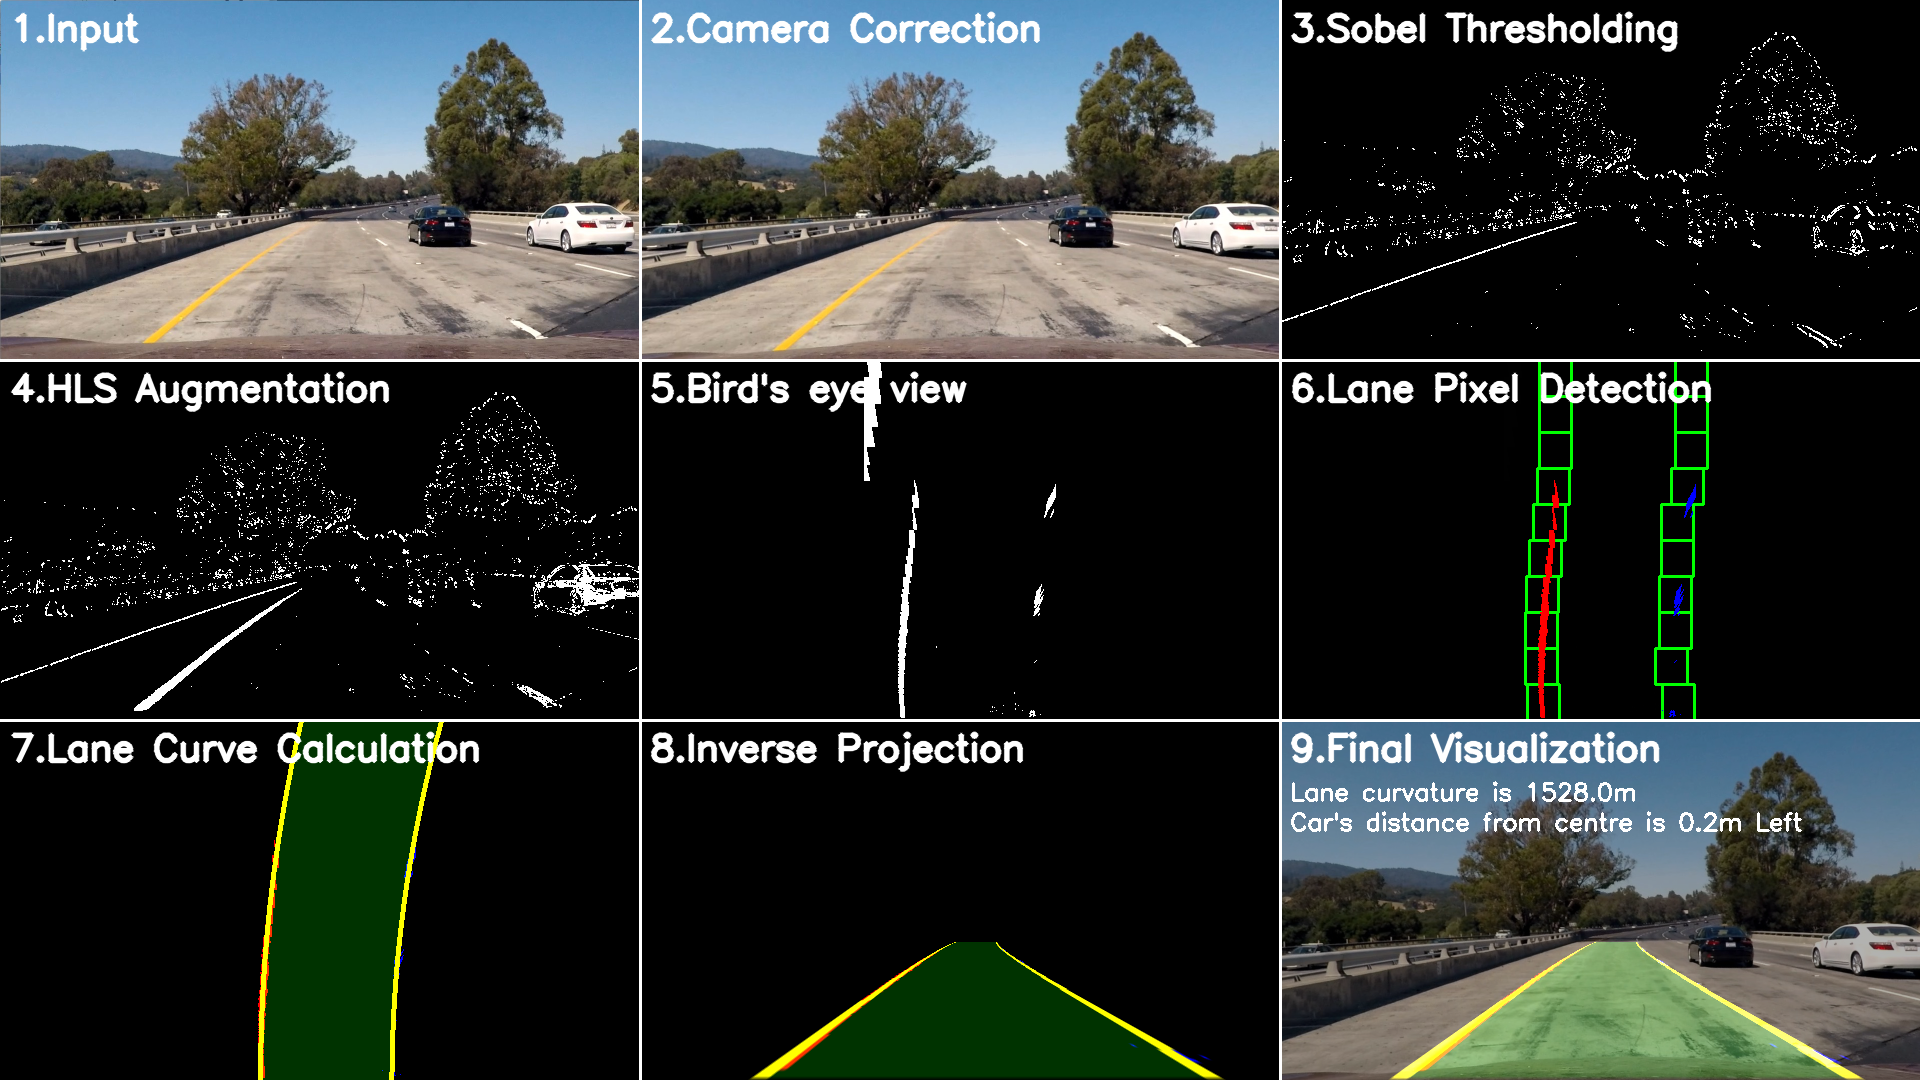 1.Input
2.Camera Correction
3.Sobel Thresholding
4.HLS Augmentation
5.Bird's eye view
6.Lane Pixel Detection
7.Lane Curve Calculation
8.Inverse Projection
9.Final Visualization
Lane curvature is 1528.0m
Car's distance from centre is 0.2m Left